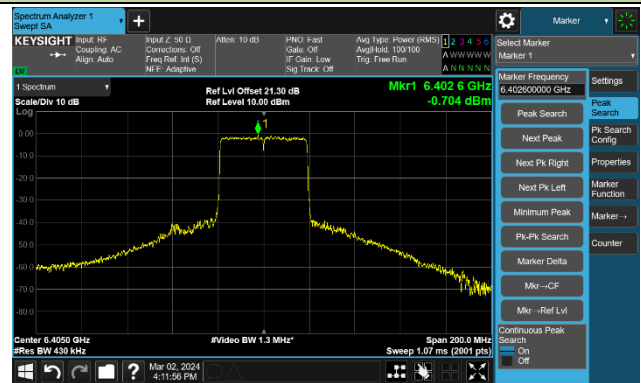 Spectrum Analyzer 1
Swept SA
Marker
KEYSIGHT
Input: RF
Coupling: AC
Align: Auto
Input Z: 50 Ω
Corrections: Off
Freq Ref: Int (S)
NFE: Adaptive
Atten: 10 dB
PNO: Fast
Gate: Off
IF Gain: Low
Sig Track: Off
Avg Type: Power (RMS)
Avg|Hold: 100/100
Trig: Free Run
1 2 3 4 5 6
A W W W W W
A N N N N N
Select Marker
Marker 1
LW
1 Spectrum
Scale/Div 10 dB
Log
Ref Lvl Offset 21.30 dB
Ref Level 10.00 dBm
Mkr1 6.402 6 GHz
-0.704 dBm
1
0.00
-10.0
-20.0
-30.0
-40.0
-50.0
-60.0
-70.0
-80.0
Center 6.4050 GHz
#Res BW 430 kHz
#Video BW 1.3 MHz*
Span 200.0 MHz
Sweep 1.07 ms (2001 pts)
Marker Frequency
6.402600000 GHz
Peak Search
Next Peak
Next Pk Right
Next Pk Left
Minimum Peak
Pk-Pk Search
Marker Delta
Mkr→CF
Mkr→Ref Lvl
Continuous Peak
Search
On
Off
Settings
Peak
Search
Pk Search
Config
Properties
Marker
Function
Marker→
Counter
?
Mar 02, 2024
4:11:56 PM